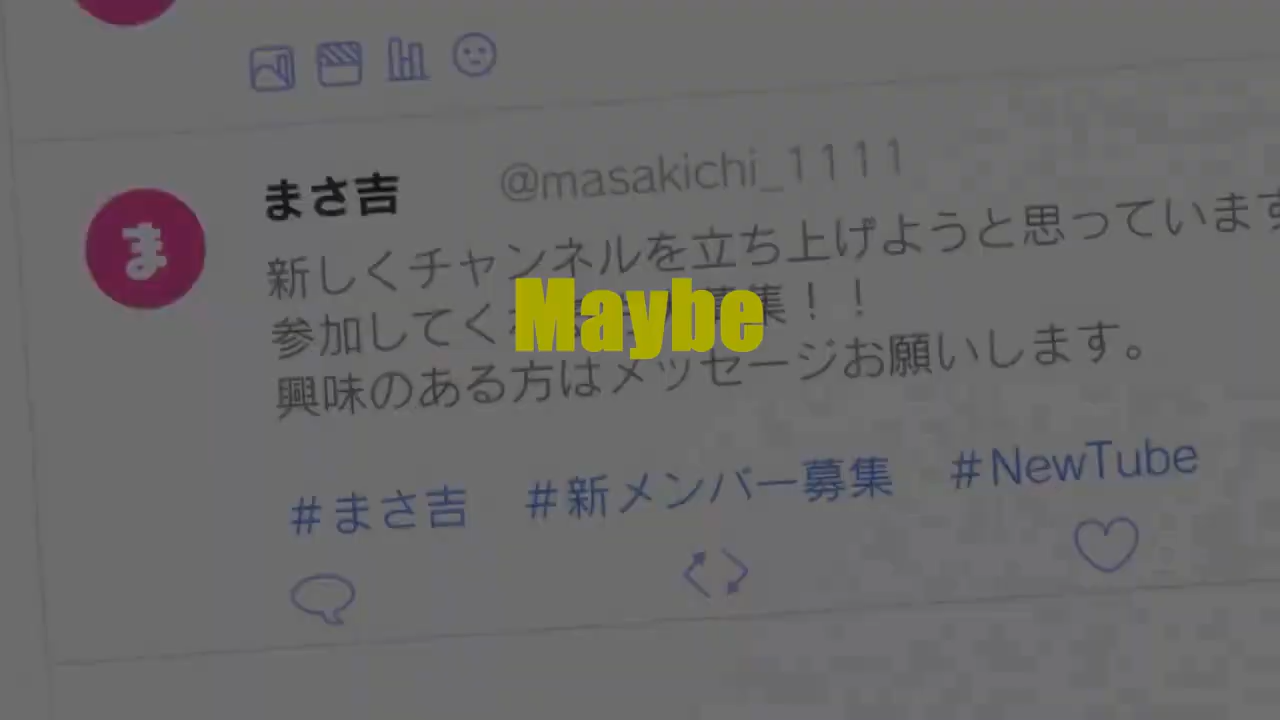 まさ吉 @masakichi_1111
ま
新しくチャンネルを立ち上げようと思っています
参加してく 募集！！
Maybe
興味のある方はメッセージお願いします。
#まさ吉 #新メンバー募集 #NewTube